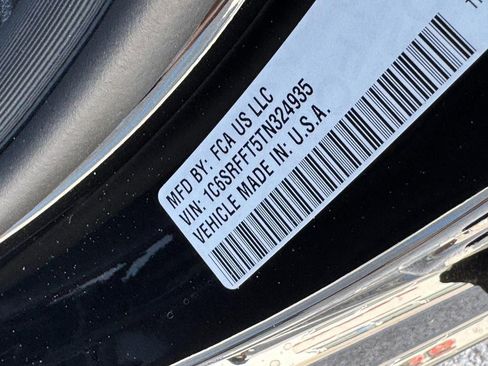 MFD BY: FCA US LLC
VIN: 1C6SRFFT5TN324935
VEHICLE MADE IN: U.S.A.